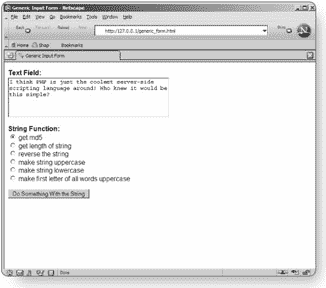 Generic Input Form - Netscape
File Edit View Go Bookmarks Tools Window Help
http://127.0.0.1/generic_form.html
Home Shop Bookmarks
Generic Input Form
Text Field:
I think PHP is just the coolest server-side
scripting language around! Who knew it would be
this simple?
String Function:
get md5
get length of string
reverse the string
make string uppercase
make string lowercase
make first letter of all words uppercase
Do Something With the String
Done